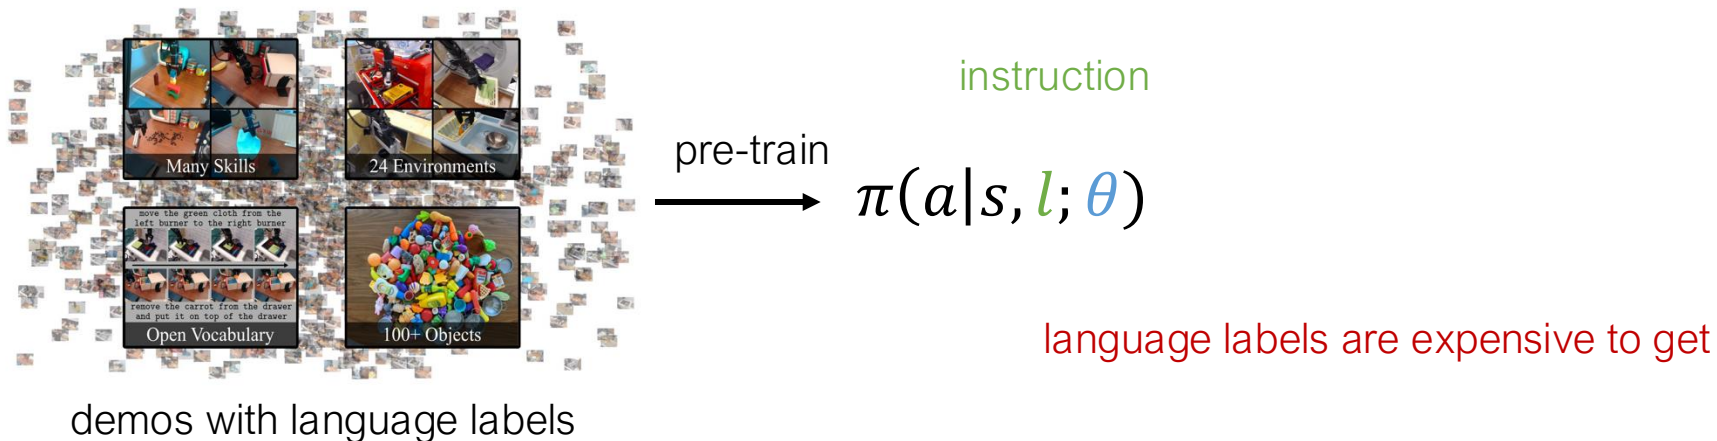 Many Skills
24 Environments
move the green cloth from the
left burner to the right burner
remove the carrot from the drawer
and put it on top of the drawer
Open Vocabulary
100+ Objects
demos with language labels
pre-train
instruction
π(a|s, l; θ)
language labels are expensive to get